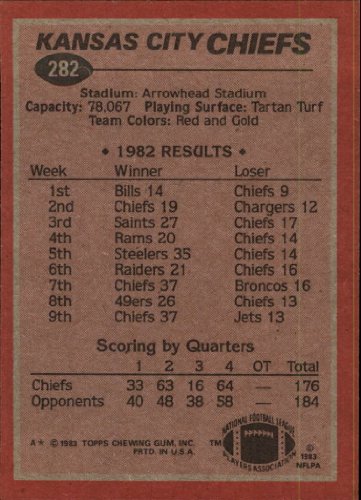 KANSAS CITY CHIEFS
282
Stadium: Arrowhead Stadium
Capacity: 78,067 Playing Surface: Tartan Turf
Team Colors: Red and Gold
• 1982 RESULTS •
Week Winner Loser
1st Bills 14 Chiefs 9
2nd Chiefs 19 Chargers 12
3rd Saints 27 Chiefs 17
4th Rams 20 Chiefs 14
5th Steelers 35 Chiefs 14
6th Raiders 21 Chiefs 16
7th Chiefs 37 Broncos 16
8th 49ers 26 Chiefs 13
9th Chiefs 37 Jets 13
Scoring by Quarters
1 2 3 4 OT Total
Chiefs 33 63 16 64 — 176
Opponents 40 48 38 58 — 184
A* © 1983 TOPPS CHEWING GUM, INC.
PRTD. IN U.S.A.
TM
NATIONAL FOOTBALL LEAGUE
PLAYERS ASSOCIATION
© 1983
NFLPA